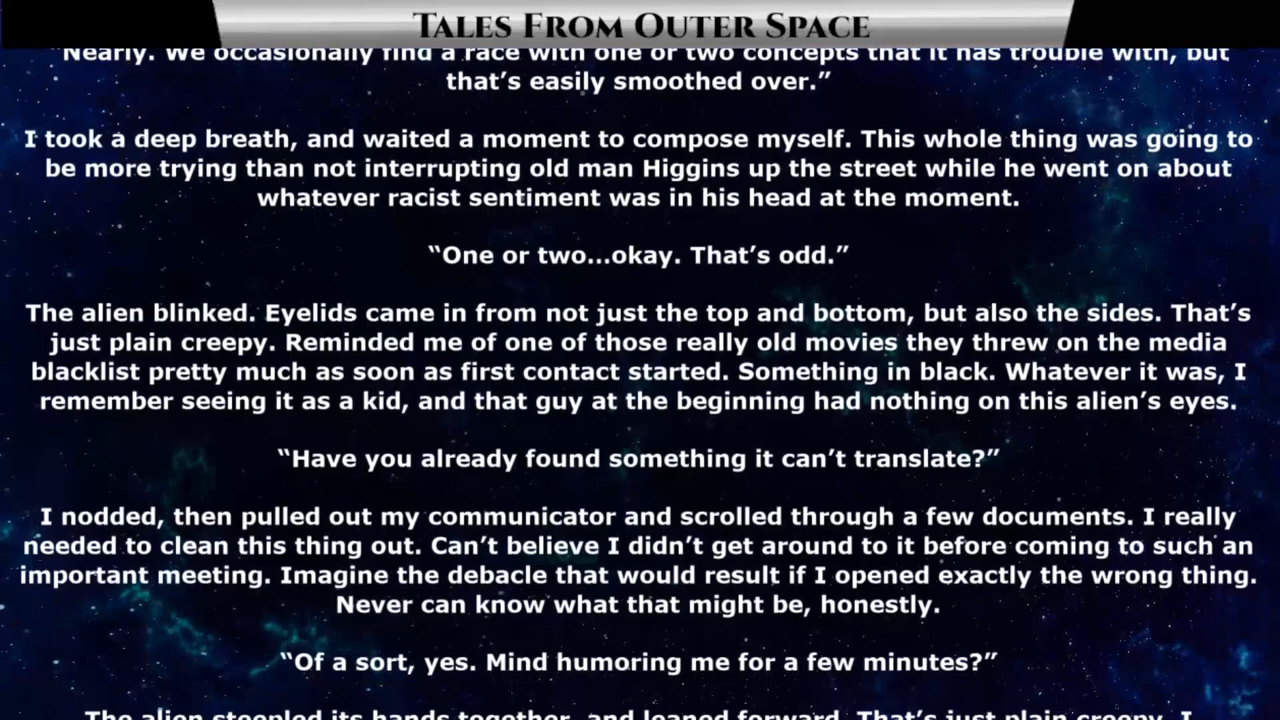 Tales From Outer Space
“Nearly. We occasionally find a race with one or two concepts that it has trouble with, but
that’s easily smoothed over.”
I took a deep breath, and waited a moment to compose myself. This whole thing was going to
be more trying than not interrupting old man Higgins up the street while he went on about
whatever racist sentiment was in his head at the moment.
“One or two...okay. That’s odd.”
The alien blinked. Eyelids came in from not just the top and bottom, but also the sides. That’s
just plain creepy. Reminded me of one of those really old movies they threw on the media
blacklist pretty much as soon as first contact started. Something in black. Whatever it was, I
remember seeing it as a kid, and that guy at the beginning had nothing on this alien’s eyes.
“Have you already found something it can’t translate?”
I nodded, then pulled out my communicator and scrolled through a few documents. I really
needed to clean this thing out. Can’t believe I didn’t get around to it before coming to such an
important meeting. Imagine the debacle that would result if I opened exactly the wrong thing.
Never can know what that might be, honestly.
“Of a sort, yes. Mind humoring me for a few minutes?”
The alien steepled its hands together, and leaned forward. That’s just plain creepy. I